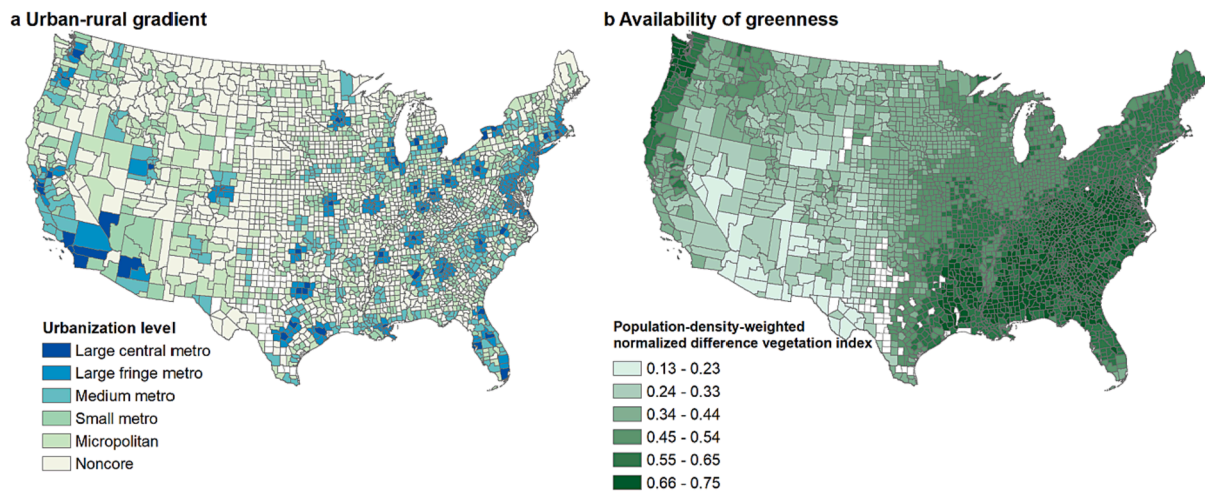 a Urban-rural gradient
Urbanization level
Large central metro
Large fringe metro
Medium metro
Small metro
Micropolitan
Noncore
b Availability of greenness
Population-density-weighted
normalized difference vegetation index
0.13 - 0.23
0.24 - 0.33
0.34 - 0.44
0.45 - 0.54
0.55 - 0.65
0.66 - 0.75